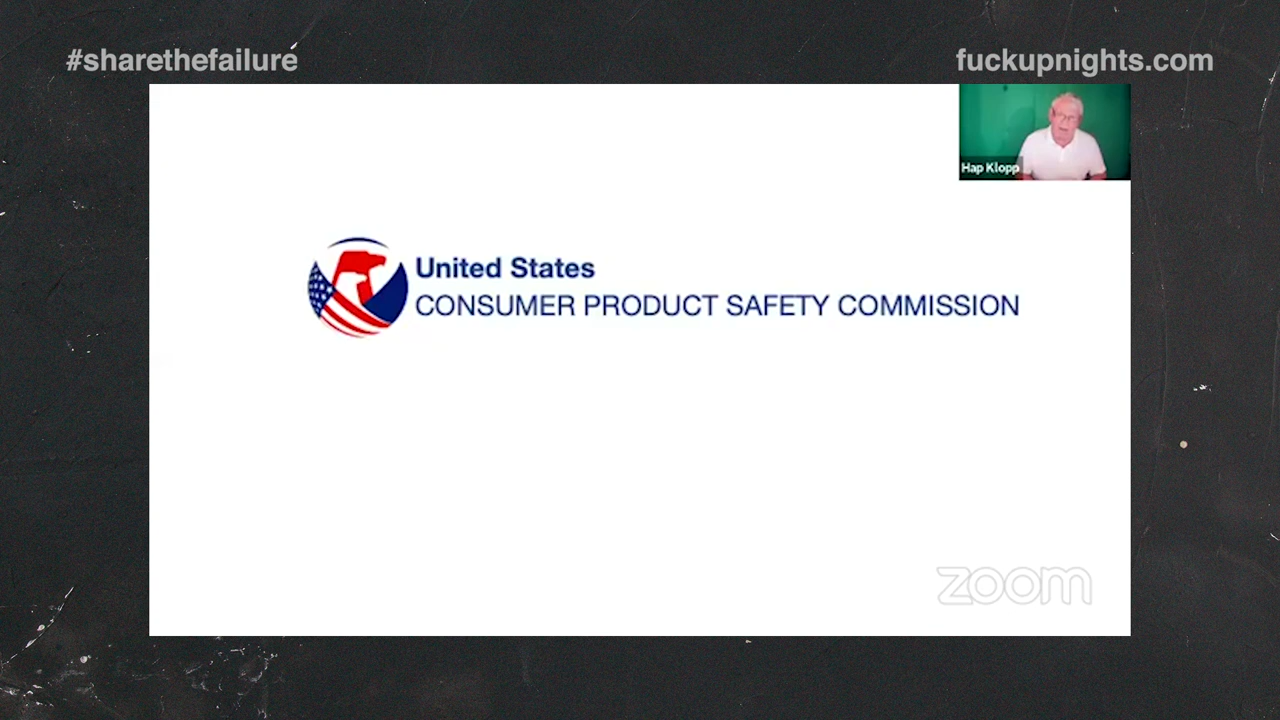 #sharethefailure
fuckupnights.com
Hap Klopp
United States
CONSUMER PRODUCT SAFETY COMMISSION
zoom